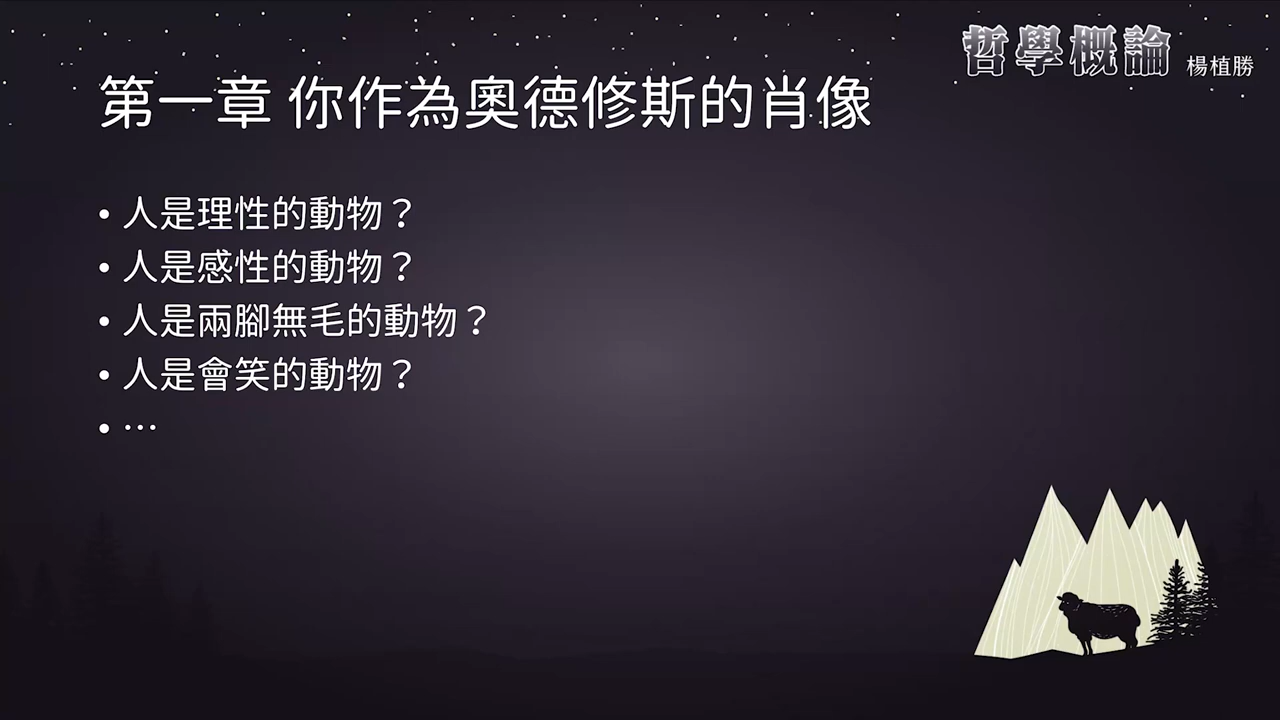 哲學概論 楊植勝
第一章 你作為奧德修斯的肖像
• 人是理性的動物？
• 人是感性的動物？
• 人是兩腳無毛的動物？
• 人是會笑的動物？
• …